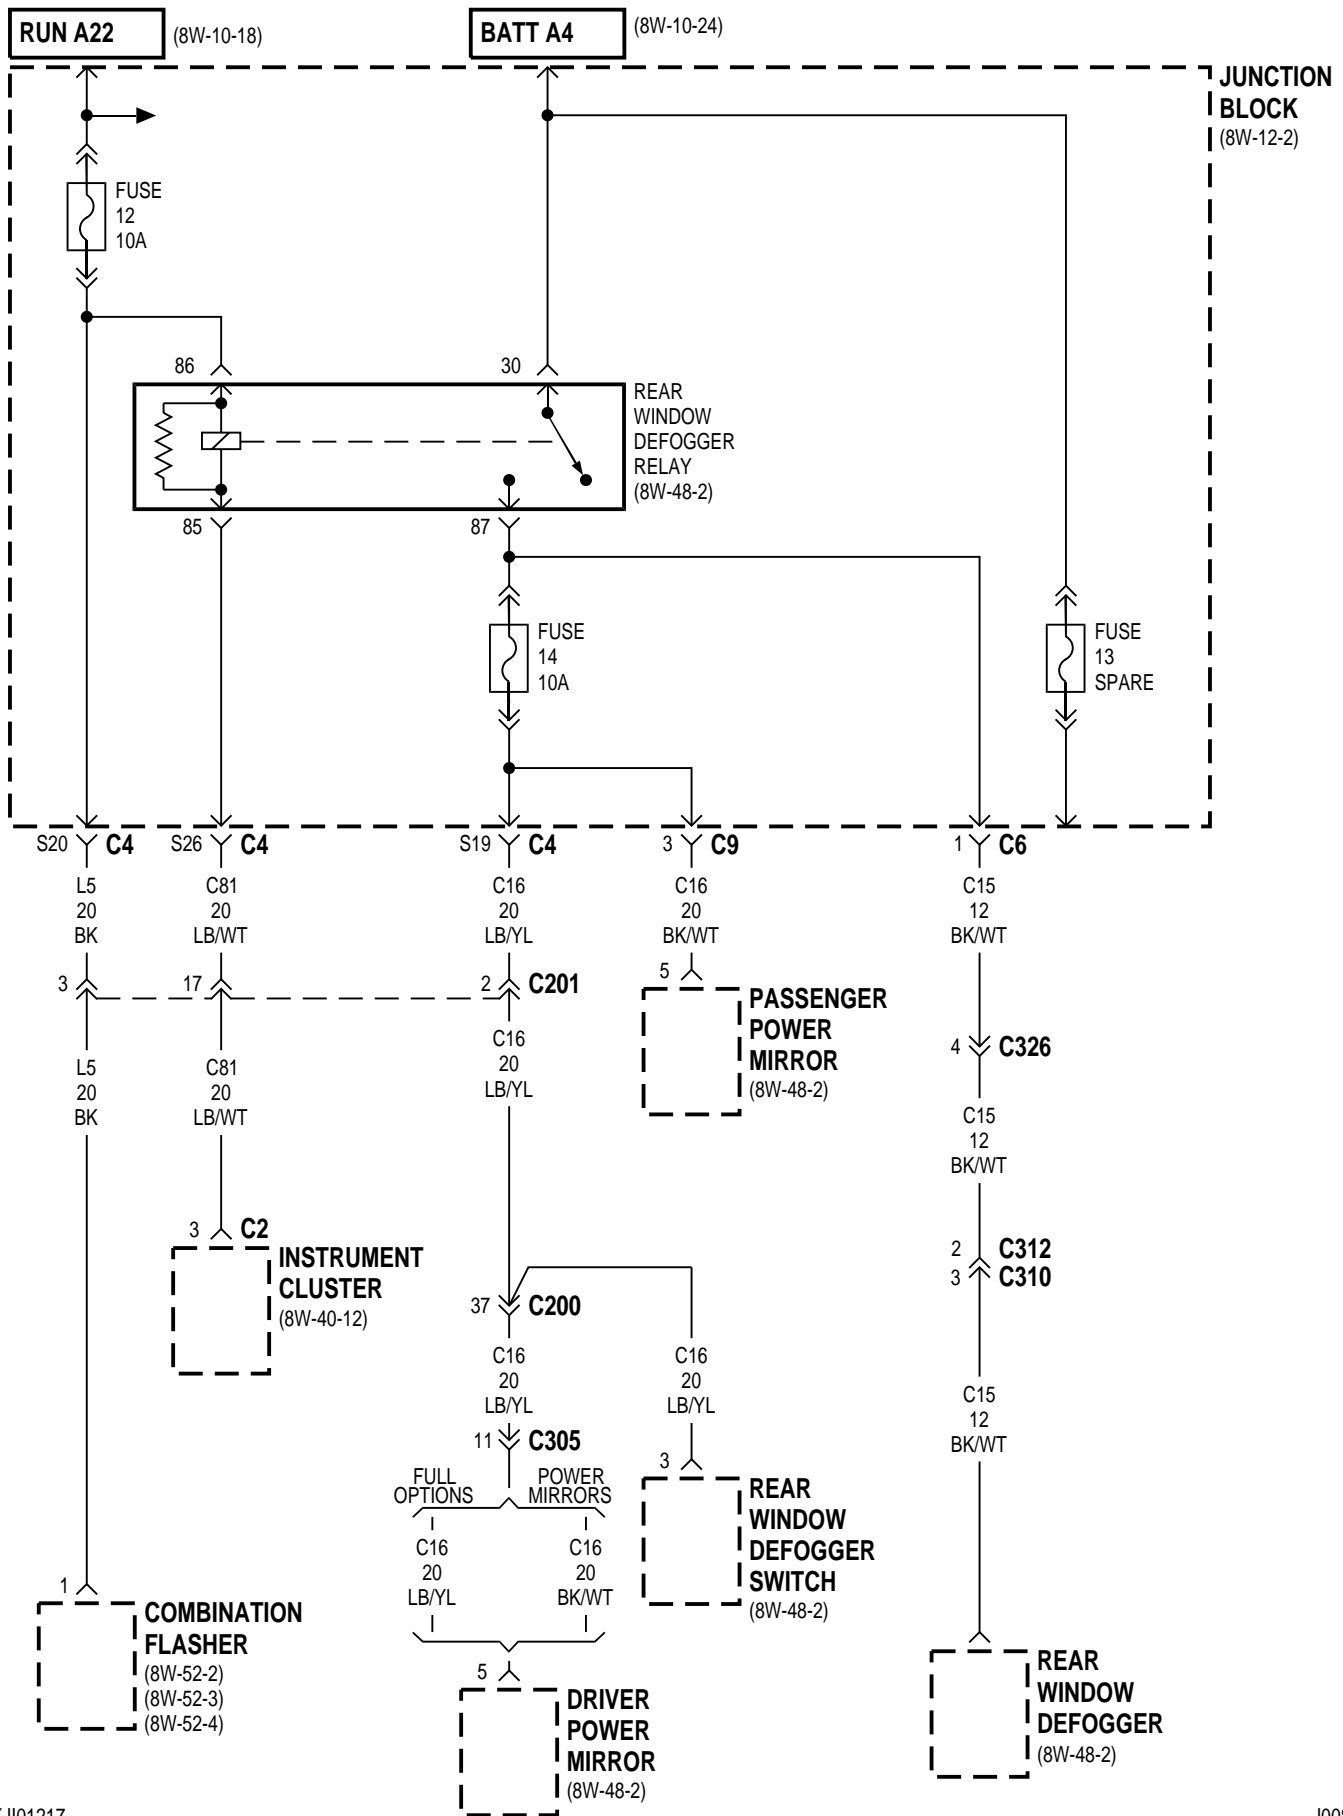 RUN A22
(8W-10-18)
BATT A4
(8W-10-24)
JUNCTION
BLOCK
(8W-12-2)
FUSE
12
10A
86
30
REAR
WINDOW
DEFOGGER
RELAY
(8W-48-2)
85
87
FUSE
14
10A
FUSE
13
SPARE
S20 C4
S26 C4
S19 C4
3 C9
1 C6
L5
20
BK
C81
20
LB/WT
C16
20
LB/YL
C16
20
BK/WT
C15
12
BK/WT
3
17
2 C201
5
PASSENGER
POWER
MIRROR
(8W-48-2)
4 C326
L5
20
BK
C81
20
LB/WT
C16
20
LB/YL
C15
12
BK/WT
3 C2
INSTRUMENT
CLUSTER
(8W-40-12)
2 C312
3 C310
37 C200
C16
20
LB/YL
C16
20
LB/YL
C15
12
BK/WT
11 C305
3
FULL
OPTIONS
POWER
MIRRORS
REAR
WINDOW
DEFOGGER
SWITCH
(8W-48-2)
C16
20
LB/YL
C16
20
BK/WT
1
COMBINATION
FLASHER
(8W-52-2)
(8W-52-3)
(8W-52-4)
5
DRIVER
POWER
MIRROR
(8W-48-2)
REAR
WINDOW
DEFOGGER
(8W-48-2)